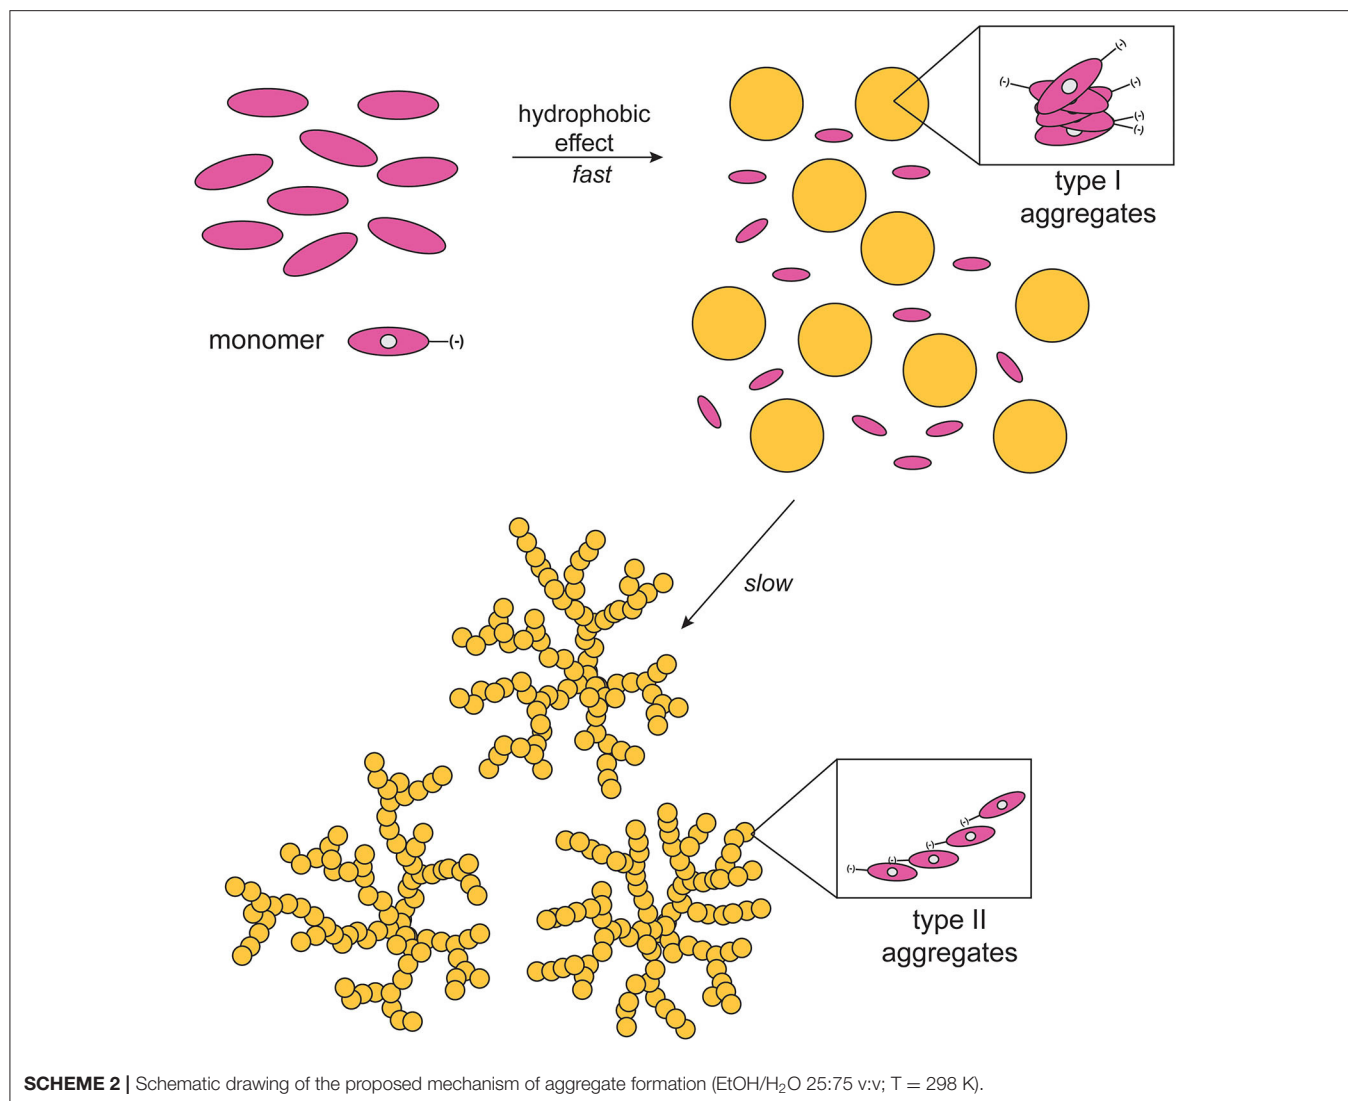 hydrophobic
effect
fast
(-)
(-)
(-)
(-)
(-)
type I
aggregates
monomer
(-)
slow
(-)
(-)
(-)
(-)
type II
aggregates
SCHEME 2 | Schematic drawing of the proposed mechanism of aggregate formation (EtOH/H₂O 25:75 v:v; T = 298 K).